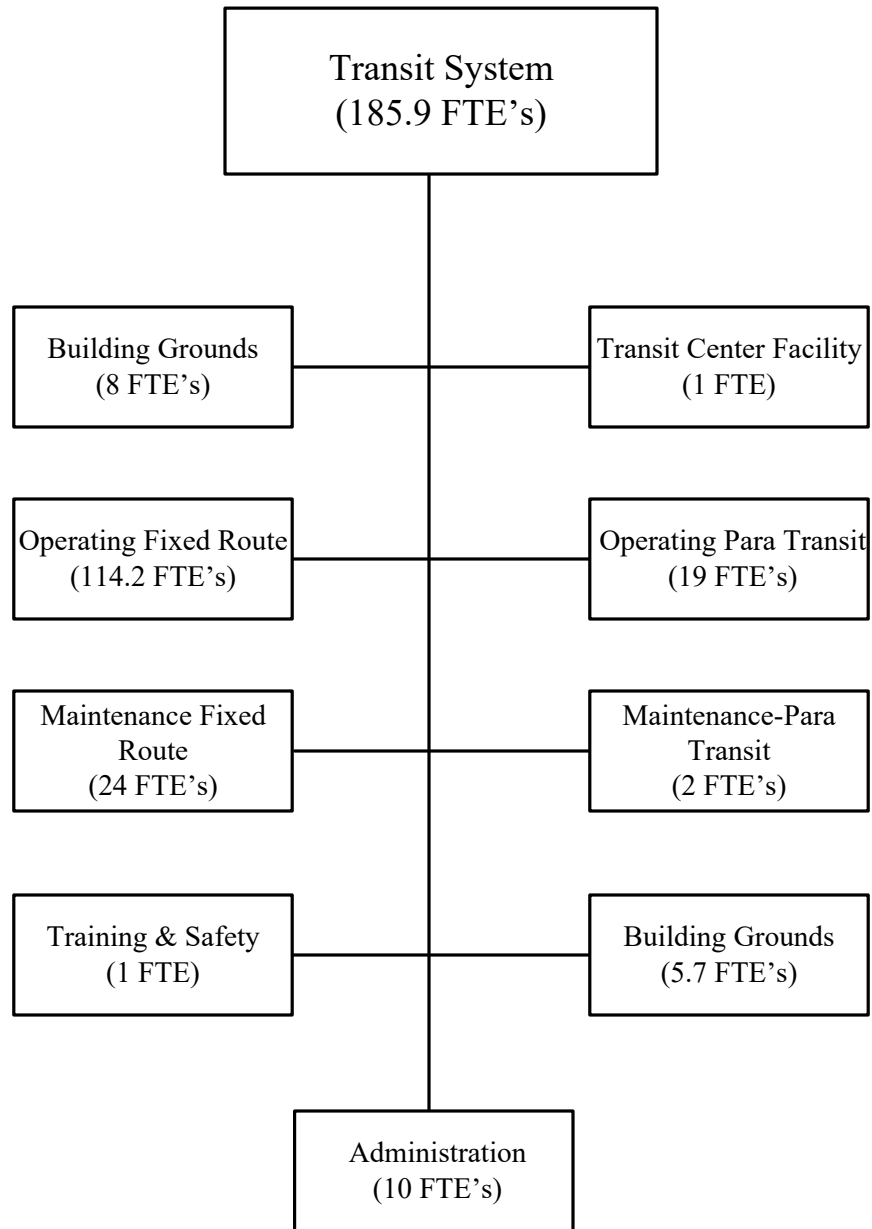 Transit System
(185.9 FTE’s)
Building Grounds
(8 FTE’s)
Transit Center Facility
(1 FTE)
Operating Fixed Route
(114.2 FTE’s)
Operating Para Transit
(19 FTE’s)
Maintenance Fixed
Route
(24 FTE’s)
Maintenance-Para
Transit
(2 FTE’s)
Training & Safety
(1 FTE)
Building Grounds
(5.7 FTE’s)
Administration
(10 FTE’s)